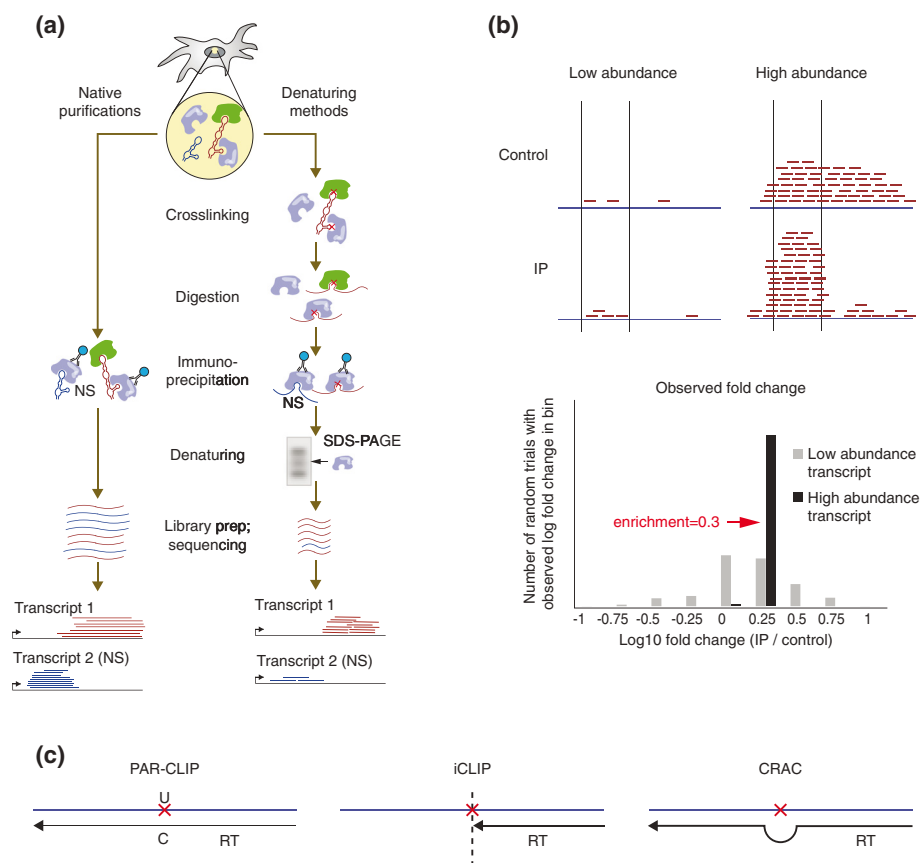 (a)
Native
purifications
Denaturing
methods
Crosslinking
Digestion
Immuno-
precipitation
NS
NS
Denaturing
SDS-PAGE
Library prep;
sequencing
Transcript 1
Transcript 2 (NS)
Transcript 1
Transcript 2 (NS)
(b)
Low abundance
High abundance
Control
IP
Observed fold change
Number of random trials with
observed log fold change in bin
Low abundance
transcript
High abundance
transcript
enrichment=0.3
-1 -0.75 -0.5 -0.25 0 0.25 0.5 0.75 1
Log10 fold change (IP / control)
(c)
PAR-CLIP
U
C
RT
iCLIP
RT
CRAC
RT